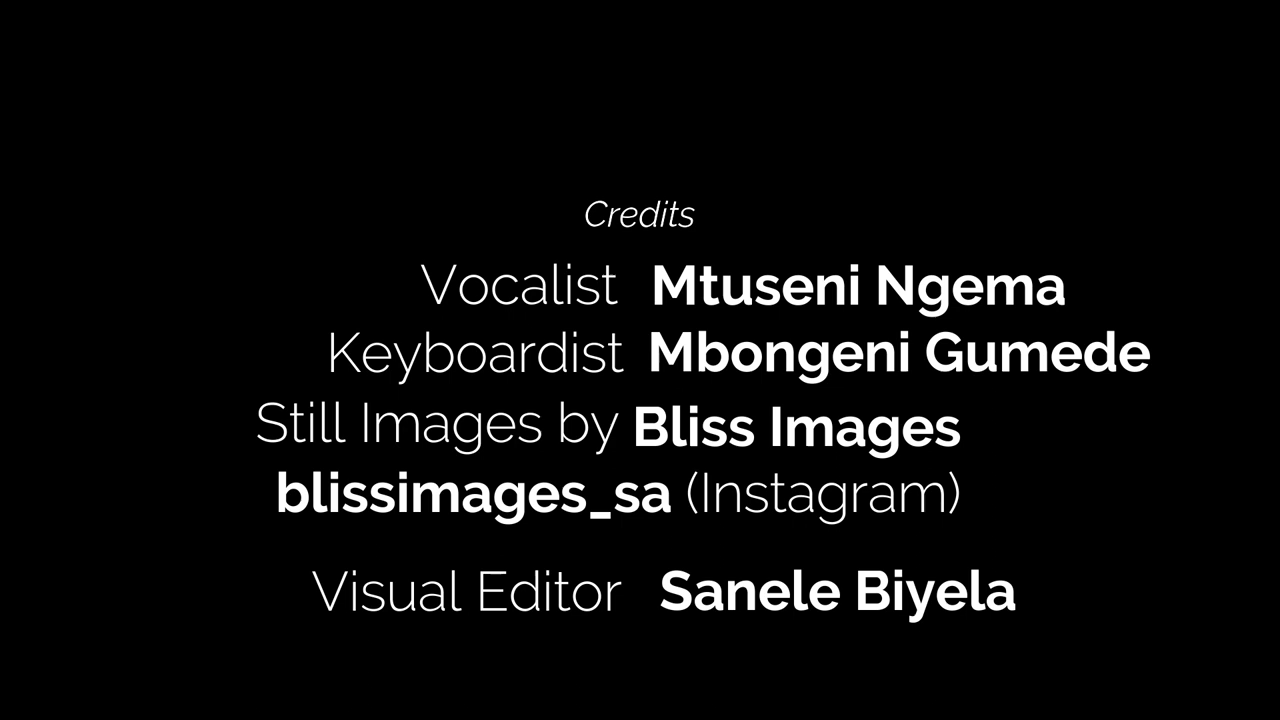 Credits
Vocalist Mtuseni Ngema
Keyboardist Mbongeni Gumede
Still Images by Bliss Images
blissimages_sa (Instagram)
Visual Editor Sanele Biyela